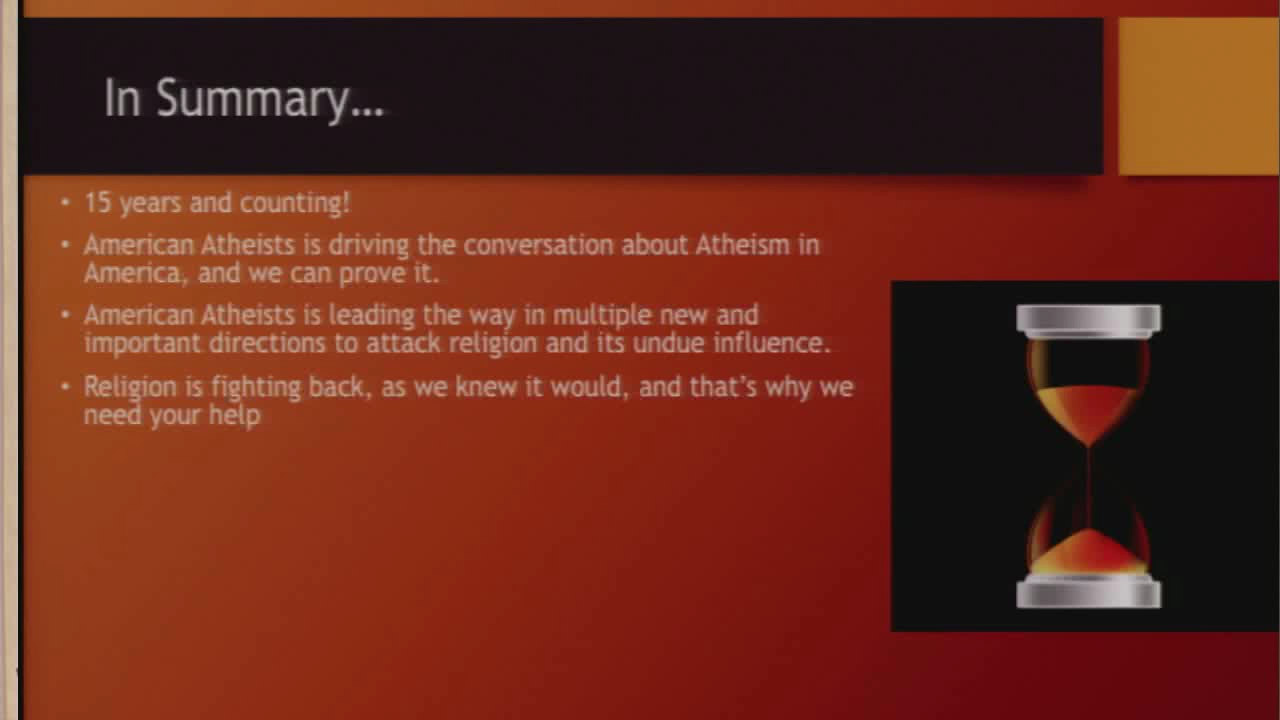 In Summary...
• 15 years and counting!
• American Atheists is driving the conversation about Atheism in
America, and we can prove it.
• American Atheists is leading the way in multiple new and
important directions to attack religion and its undue influence.
• Religion is fighting back, as we knew it would, and that’s why we
need your help